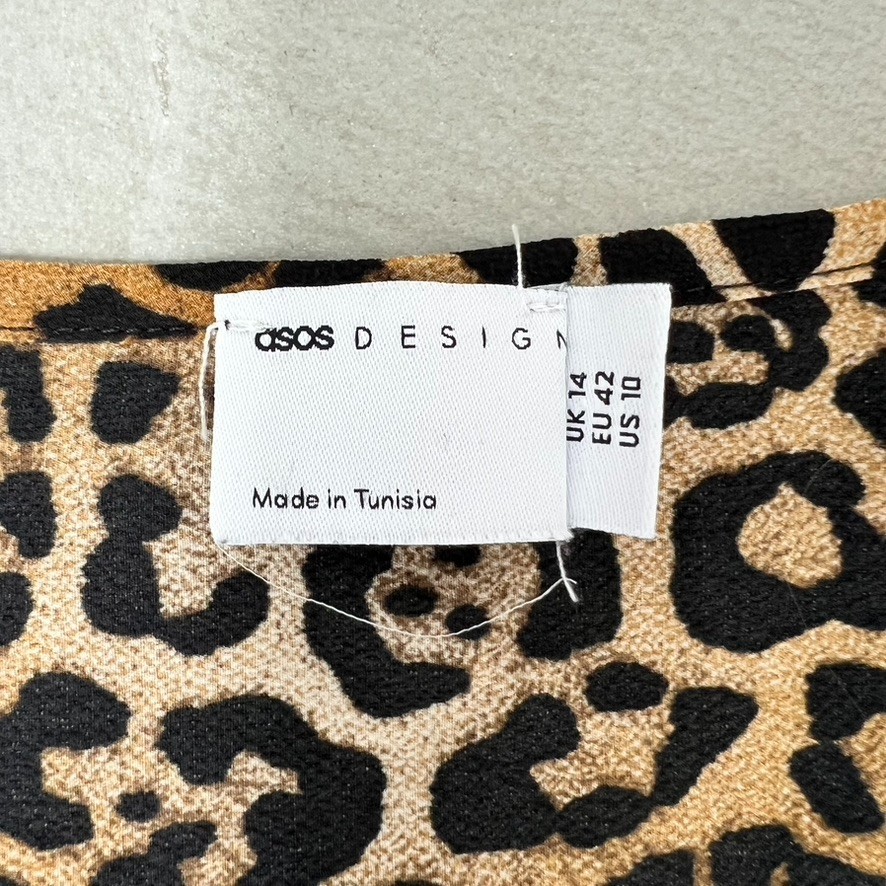 asos DESIGN
Made in Tunisia
UK 14
EU 42
US 10